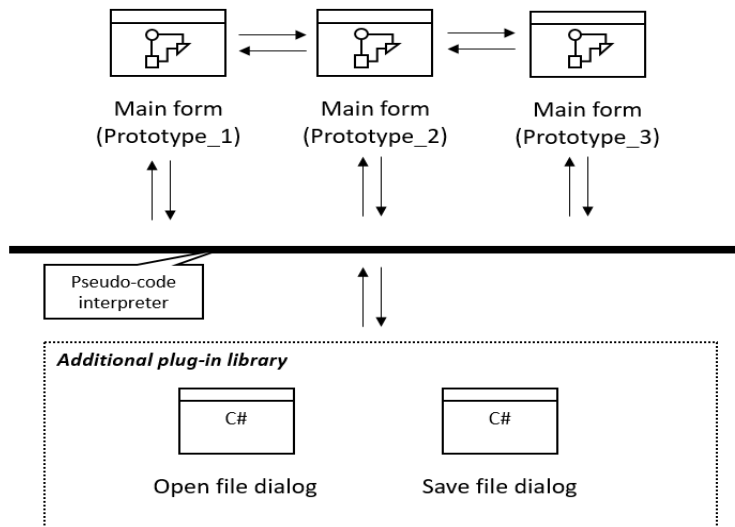 Main form
(Prototype_1)
Main form
(Prototype_2)
Main form
(Prototype_3)
Pseudo-code
interpreter
Additional plug-in library
C#
Open file dialog
C#
Save file dialog